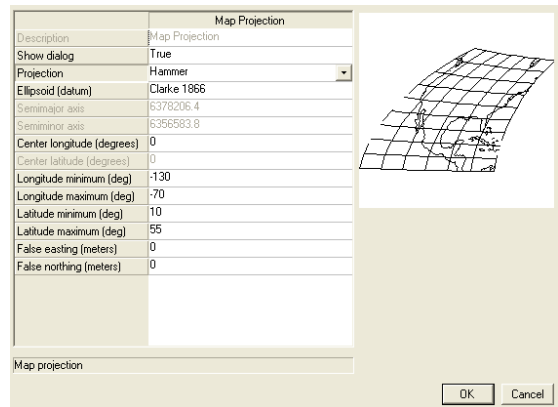 Map Projection
Description Map Projection
Show dialog True
Projection Hammer
Ellipsoid (datum) Clarke 1866
Semimajor axis 6378206.4
Semiminor axis 6356583.8
Center longitude (degrees) 0
Center latitude (degrees) 0
Longitude minimum (deg) -130
Longitude maximum (deg) -70
Latitude minimum (deg) 10
Latitude maximum (deg) 55
False easting (meters) 0
False northing (meters) 0
Map projection
OK Cancel